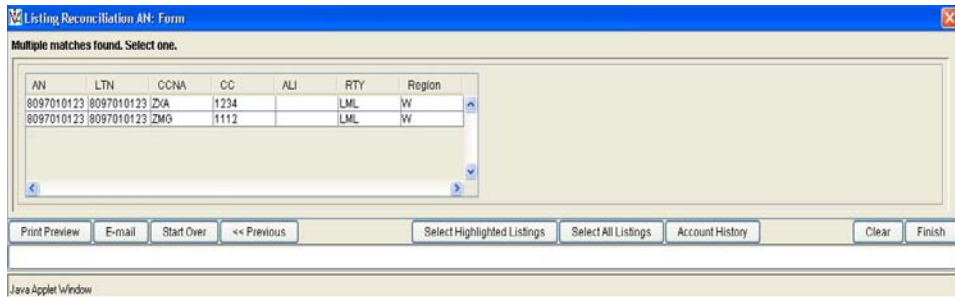 Listing Reconciliation AN: Form
Multiple matches found. Select one.
AN LTN CCNA CC ALI RTY Region
8097010123 8097010123 ZXA 1234 LML W
8097010123 8097010123 ZMG 1112 LML W
Print Preview E-mail Start Over << Previous Select Highlighted Listings Select All Listings Account History Clear Finish
Java Applet Window